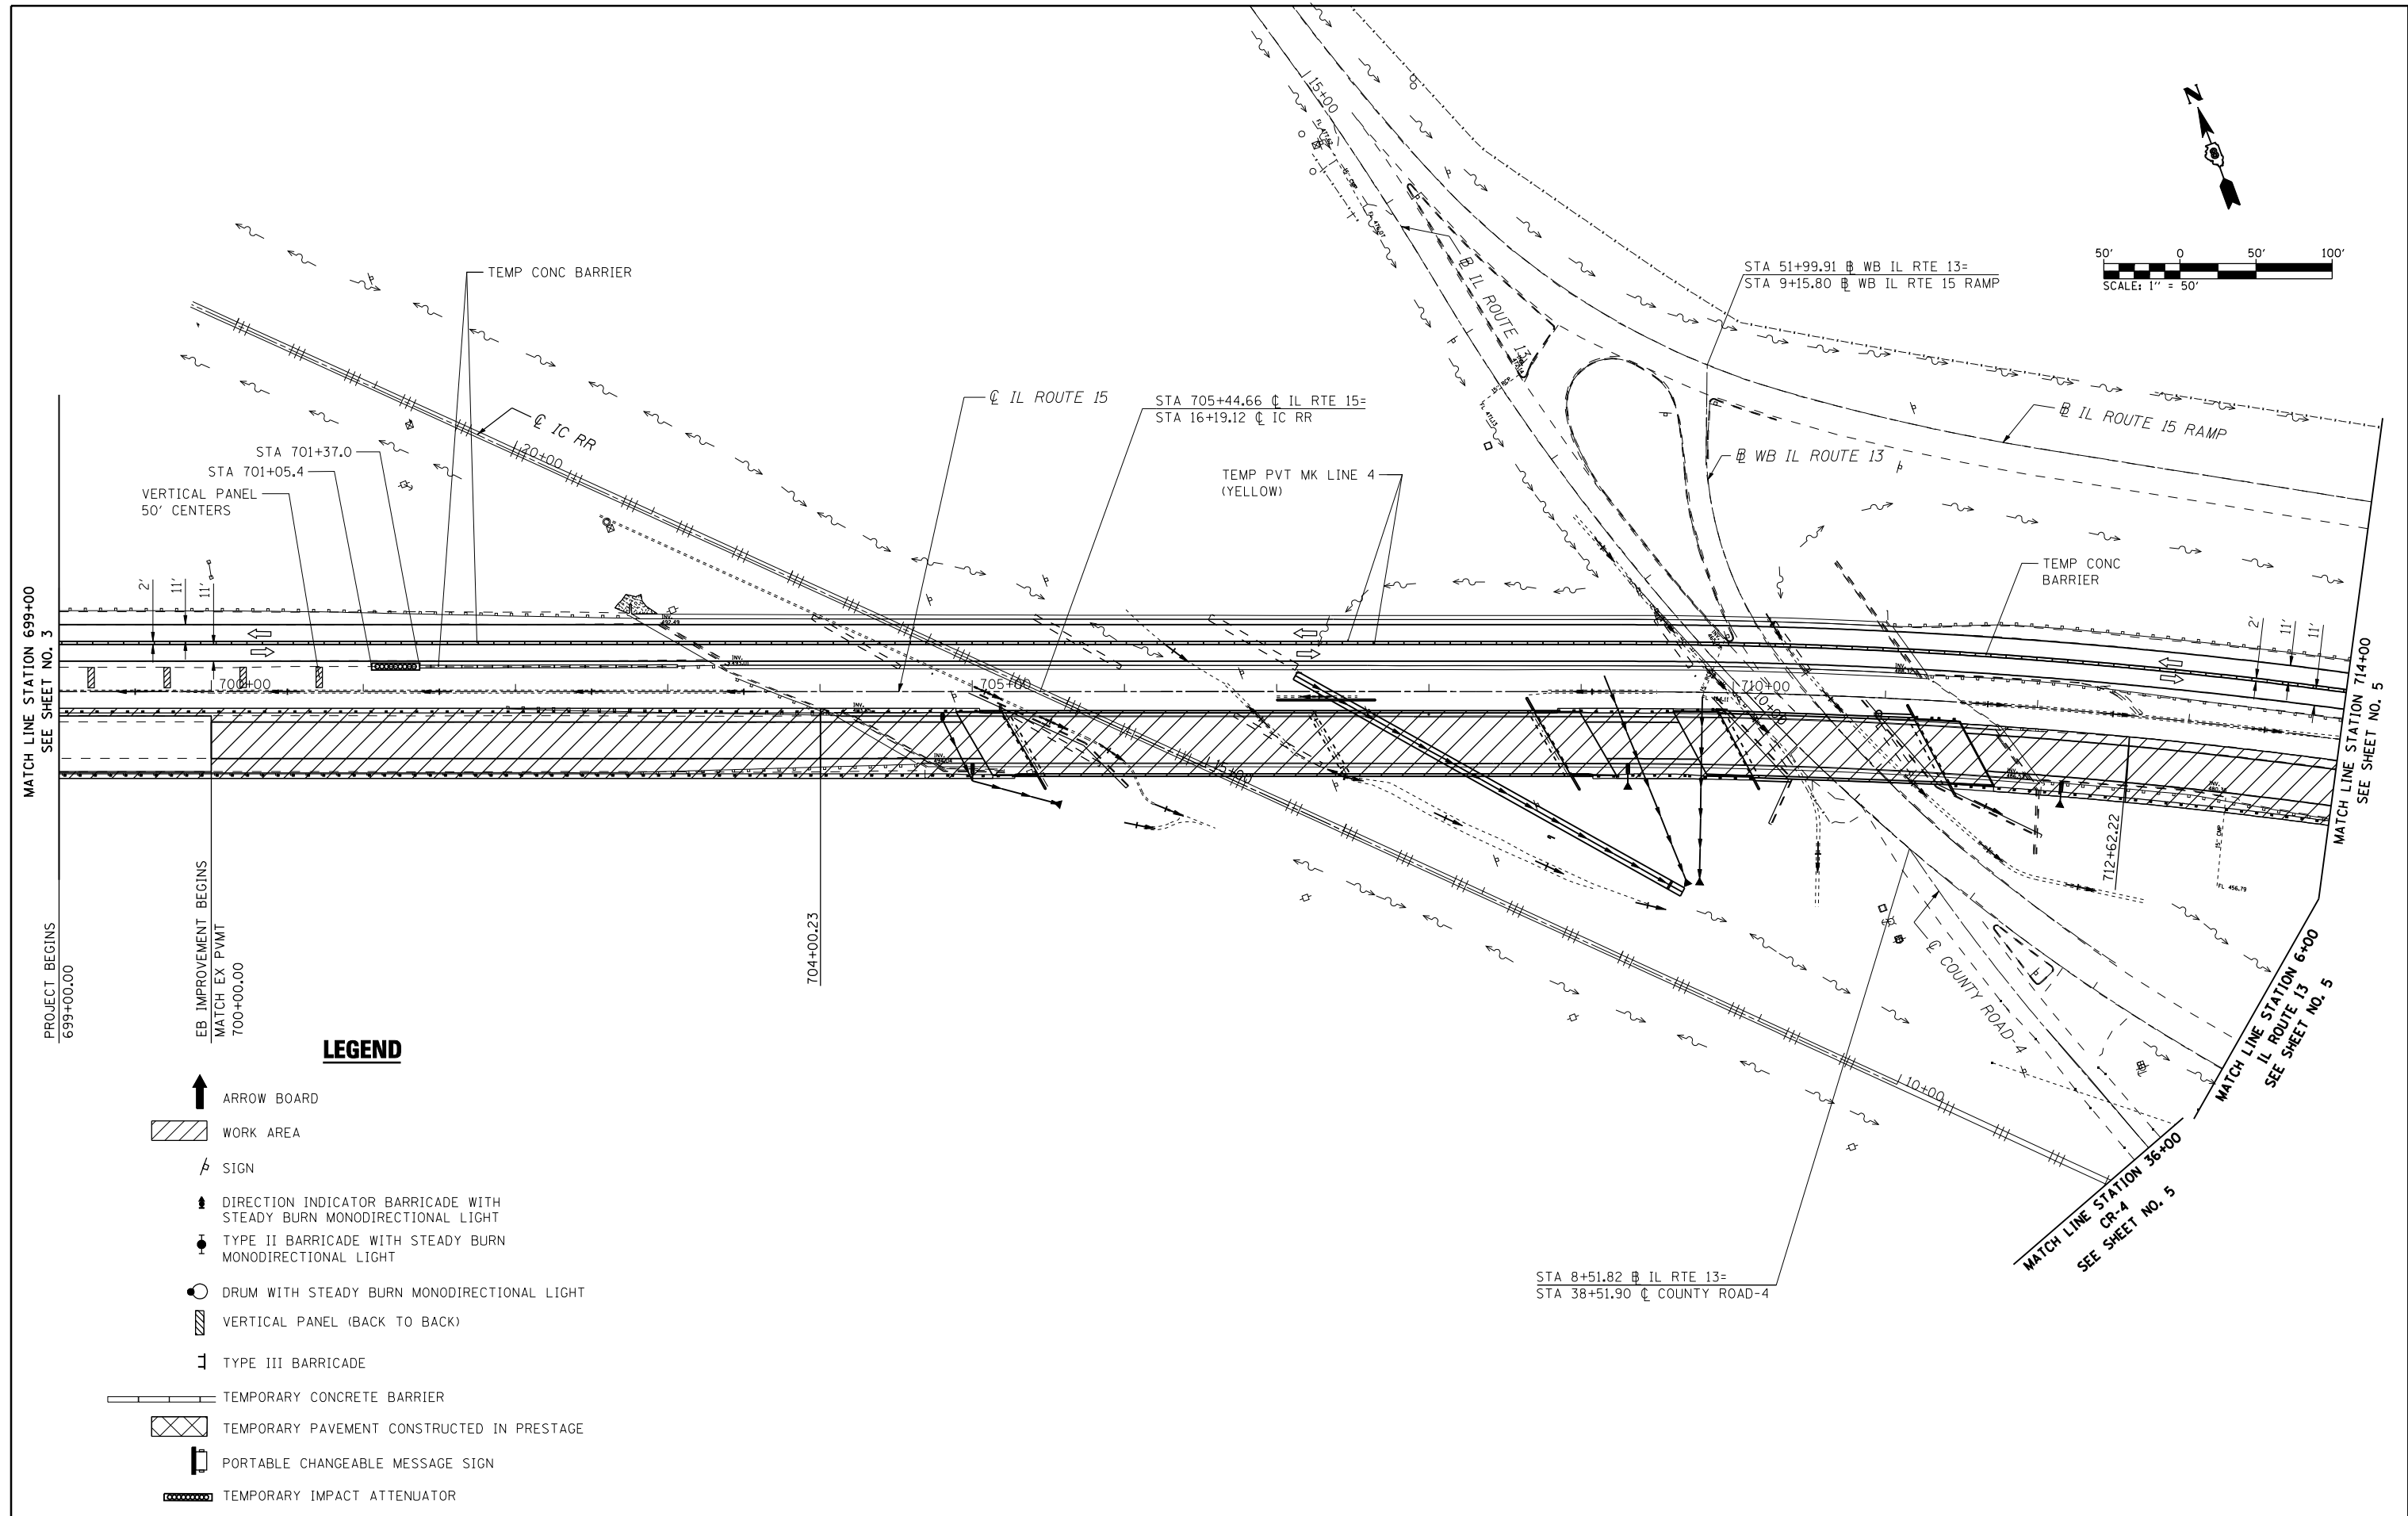 15+00
N
50' 0 50' 100'
SCALE: 1" = 50'
STA 51+99.91 ⅊ WB IL RTE 13=
STA 9+15.80 ⅊ WB IL RTE 15 RAMP
⅊ IL ROUTE 13
TEMP CONC BARRIER
℄ IL ROUTE 15
STA 705+44.66 ℄ IL RTE 15=
STA 16+19.12 ℄ IC RR
⅊ IL ROUTE 15 RAMP
⅊ WB IL ROUTE 13
℄ IC RR
20+00
STA 701+37.0
STA 701+05.4
VERTICAL PANEL
50' CENTERS
TEMP PVT MK LINE 4
(YELLOW)
TEMP CONC
BARRIER
2'
11'
11'
2'
11'
11'
MATCH LINE STATION 699+00
SEE SHEET NO. 3
700+00
705+00
710+00
10+00
15+00
MATCH LINE STATION 714+00
SEE SHEET NO. 5
712+62.22
FL 456.79
704+00.23
PROJECT BEGINS
699+00.00
EB IMPROVEMENT BEGINS
MATCH EX PVMT
700+00.00
℄ COUNTY ROAD-4
10+00
MATCH LINE STATION 6+00
IL ROUTE 13
SEE SHEET NO. 5
MATCH LINE STATION 36+00
CR-4
SEE SHEET NO. 5
STA 8+51.82 ⅊ IL RTE 13=
STA 38+51.90 ℄ COUNTY ROAD-4
LEGEND
ARROW BOARD
WORK AREA
SIGN
DIRECTION INDICATOR BARRICADE WITH
STEADY BURN MONODIRECTIONAL LIGHT
TYPE II BARRICADE WITH STEADY BURN
MONODIRECTIONAL LIGHT
DRUM WITH STEADY BURN MONODIRECTIONAL LIGHT
VERTICAL PANEL (BACK TO BACK)
TYPE III BARRICADE
TEMPORARY CONCRETE BARRIER
TEMPORARY PAVEMENT CONSTRUCTED IN PRESTAGE
PORTABLE CHANGEABLE MESSAGE SIGN
TEMPORARY IMPACT ATTENUATOR